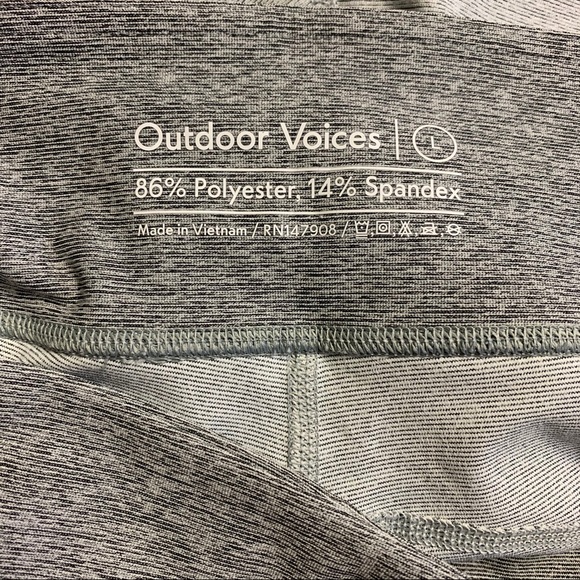 Outdoor Voices | L
86% Polyester, 14% Spandex
Made in Vietnam / RN147908 /